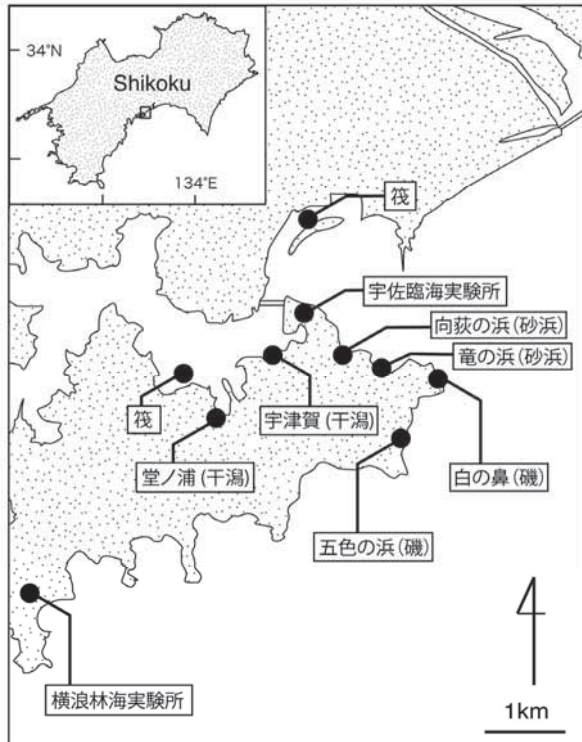 34°N
Shikoku
134°E
筏
宇佐臨海実験所
向荻の浜(砂浜)
竜の浜(砂浜)
筏
宇津賀(干潟)
堂ノ浦(干潟)
白の鼻(磯)
五色の浜(磯)
横浪林海実験所
1km